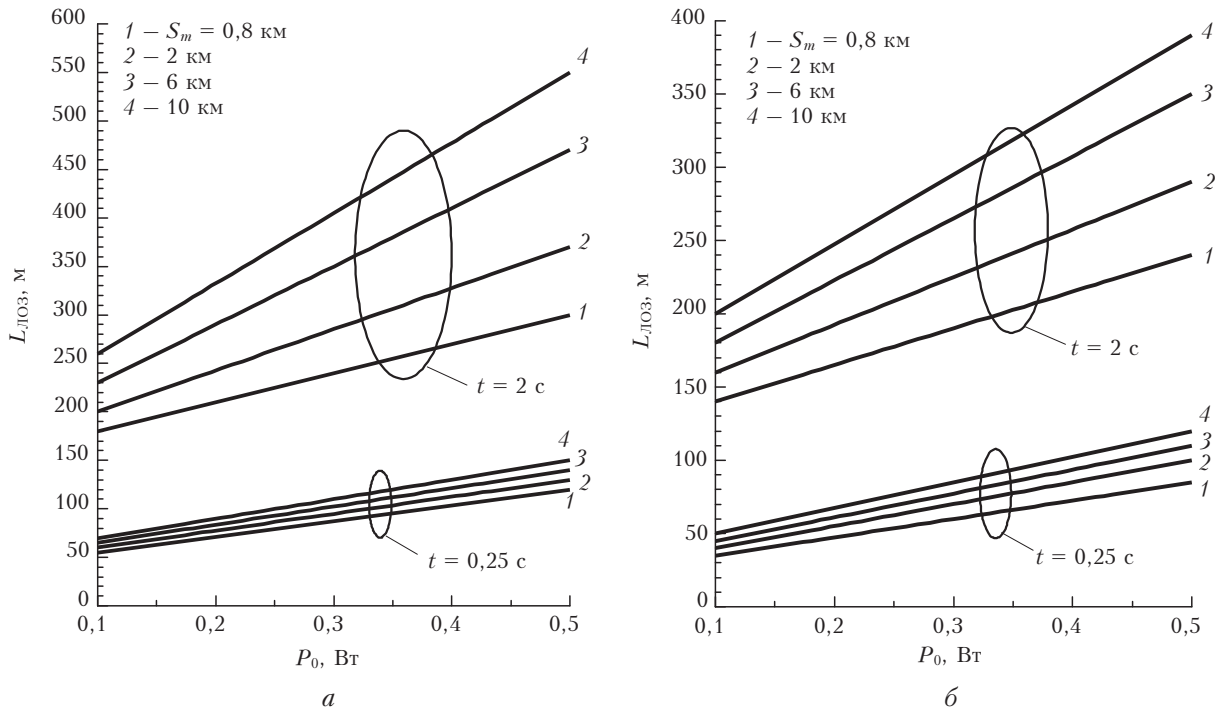 600
550
500
450
400
350
300
250
200
150
100
50
0
L ЛОЗ, м
1 – Sm = 0,8 км
2 – 2 км
3 – 6 км
4 – 10 км
4
3
2
1
t = 2 с
4
3
2
1
t = 0,25 с
0,1 0,2 0,3 0,4 0,5
P0, Вт
а
400
350
300
250
200
150
100
50
0
L ЛОЗ, м
1 – Sm = 0,8 км
2 – 2 км
3 – 6 км
4 – 10 км
4
3
2
1
t = 2 с
4
3
2
1
t = 0,25 с
0,1 0,2 0,3 0,4 0,5
P0, Вт
б